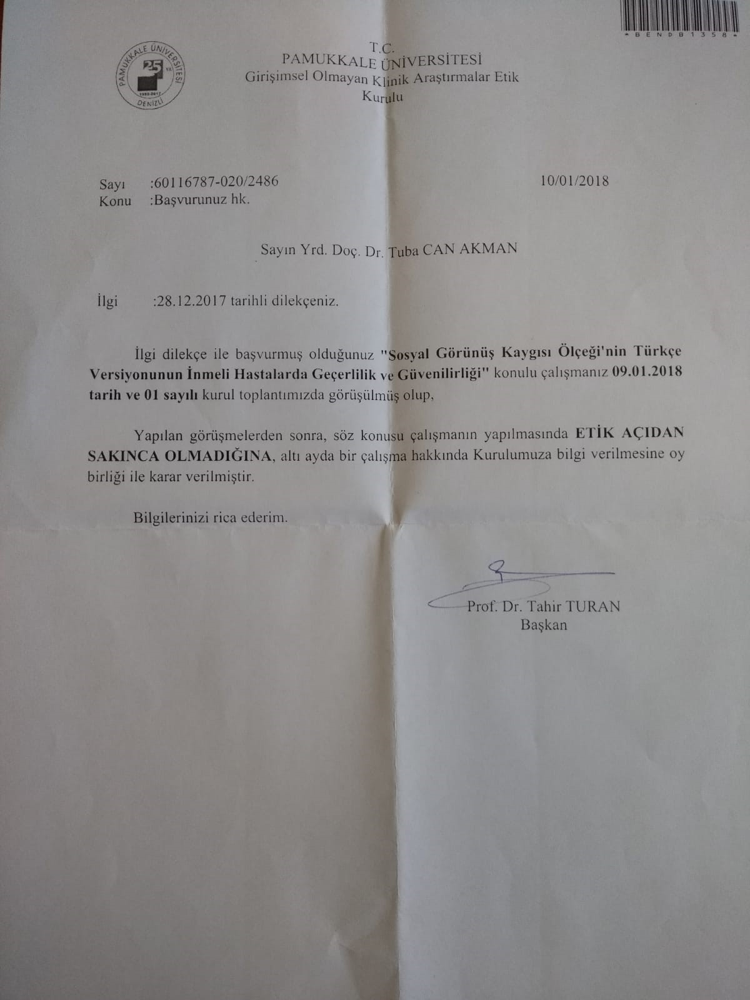 *BENDB1358*
PAMUKKALE ÜNİVERSİTESİ
25
YIL
1992-2017
DENİZLİ
T.C.
PAMUKKALE ÜNİVERSİTESİ
Girişimsel Olmayan Klinik Araştırmalar Etik
Kurulu
Sayı :60116787-020/2486 10/01/2018
Konu :Başvurunuz hk.
Sayın Yrd. Doç. Dr. Tuba CAN AKMAN
İlgi :28.12.2017 tarihli dilekçeniz.
İlgi dilekçe ile başvurmuş olduğunuz "Sosyal Görünüş Kaygısı Ölçeği'nin Türkçe
Versiyonunun İnmeli Hastalarda Geçerlilik ve Güvenilirliği" konulu çalışmanız 09.01.2018
tarih ve 01 sayılı kurul toplantımızda görüşülmüş olup,
Yapılan görüşmelerden sonra, söz konusu çalışmanın yapılmasında ETİK AÇIDAN
SAKINCA OLMADIĞINA, altı ayda bir çalışma hakkında Kurulumuza bilgi verilmesine oy
birliği ile karar verilmiştir.
Bilgilerinizi rica ederim.
Prof. Dr. Tahir TURAN
Başkan